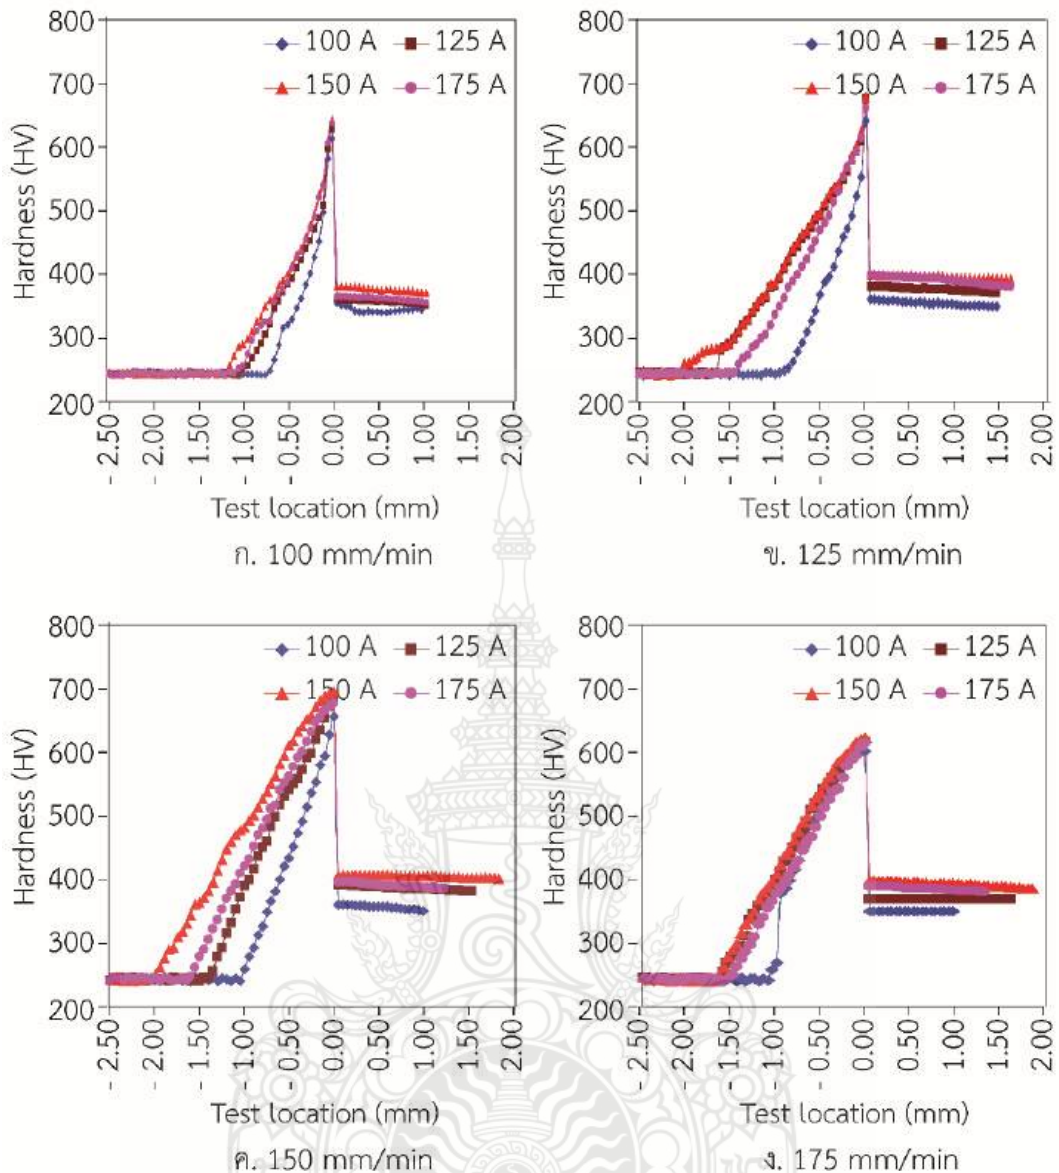 800
700
600
500
400
300
200
Hardness (HV)
100 A 125 A
150 A 175 A
- 2.50 - 2.00 - 1.50 - 1.00 - 0.50 0.00 0.50 1.00 1.50 2.00
Test location (mm)
ก. 100 mm/min
800
700
600
500
400
300
200
Hardness (HV)
100 A 125 A
150 A 175 A
- 2.50 - 2.00 - 1.50 - 1.00 - 0.50 0.00 0.50 1.00 1.50 2.00
Test location (mm)
ข. 125 mm/min
800
700
600
500
400
300
200
Hardness (HV)
100 A 125 A
150 A 175 A
- 2.50 - 2.00 - 1.50 - 1.00 - 0.50 0.00 0.50 1.00 1.50 2.00
Test location (mm)
ค. 150 mm/min
800
700
600
500
400
300
200
Hardness (HV)
100 A 125 A
150 A 175 A
- 2.50 - 2.00 - 1.50 - 1.00 - 0.50 0.00 0.50 1.00 1.50 2.00
Test location (mm)
ง. 175 mm/min